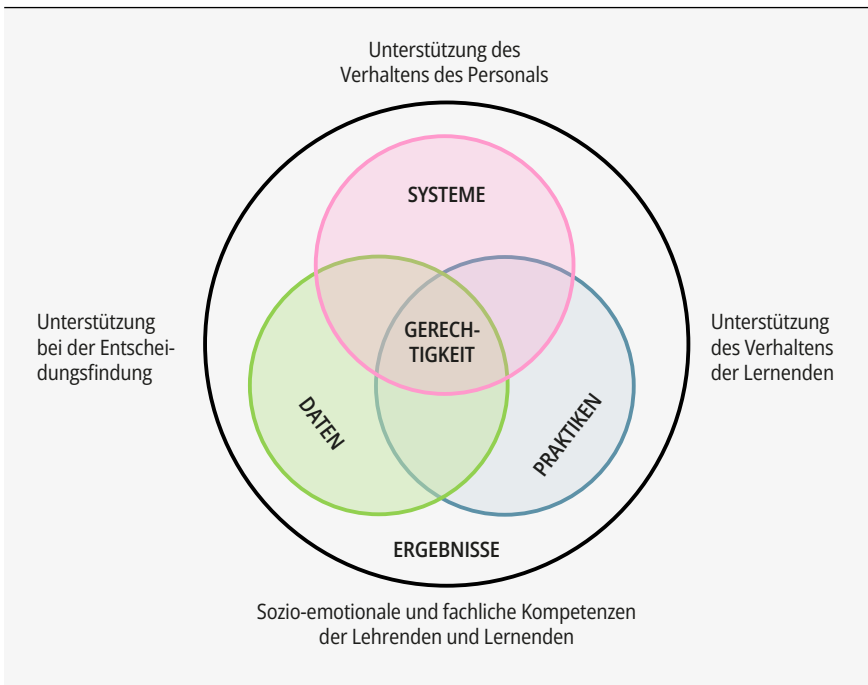 Unterstützung des
Verhaltens des Personals
SYSTEME
Unterstützung
bei der Entschei-
dungsfindung
GERECH-
TIGKEIT
Unterstützung
des Verhaltens
der Lernenden
DATEN
PRAKTIKEN
ERGEBNISSE
Sozio-emotionale und fachliche Kompetenzen
der Lehrenden und Lernenden